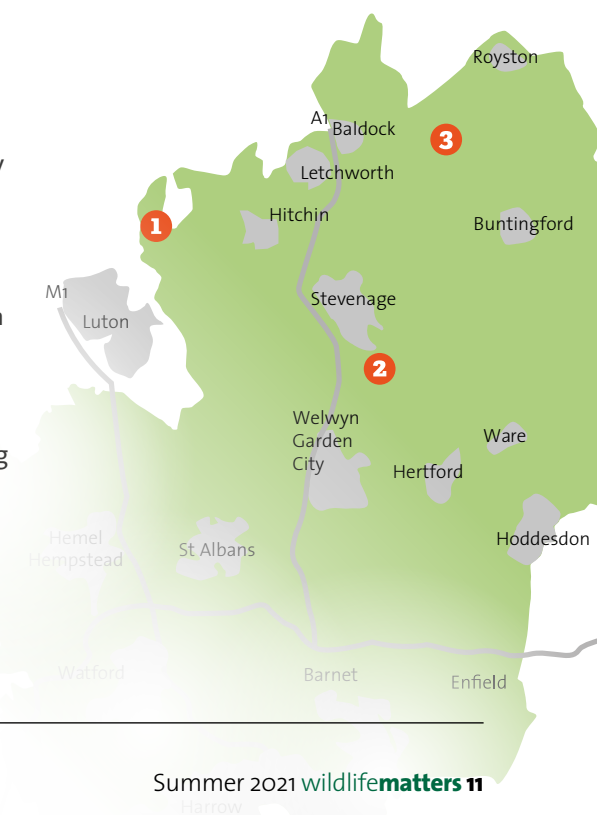 Royston
A1
Baldock
3
Letchworth
Hitchin
1
Buntingford
M1
Stevenage
Luton
2
Welwyn
Garden
City
Ware
Hertford
g
Hemel
Hempstead
St Albans
Hoddesdon
Watford
Barnet
Enfield
Summer 2021 wildlifematters 11
Harrow